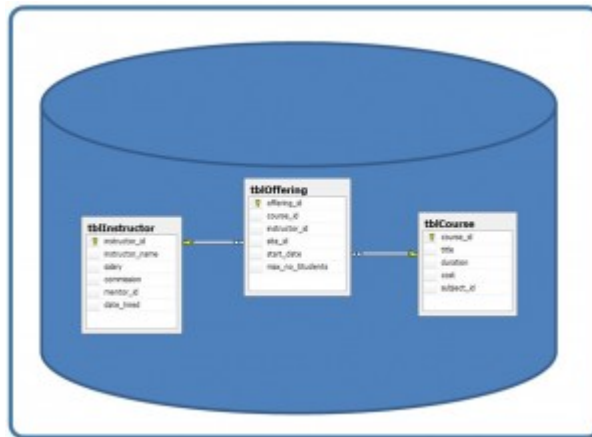 tblInstructor
instructor_id
instructor_name
salary
commission
mentor_id
date_hired
tblOffering
offering_id
course_id
instructor_id
site_id
start_date
max_no_Students
tblCourse
course_id
title
duration
cost
subject_id